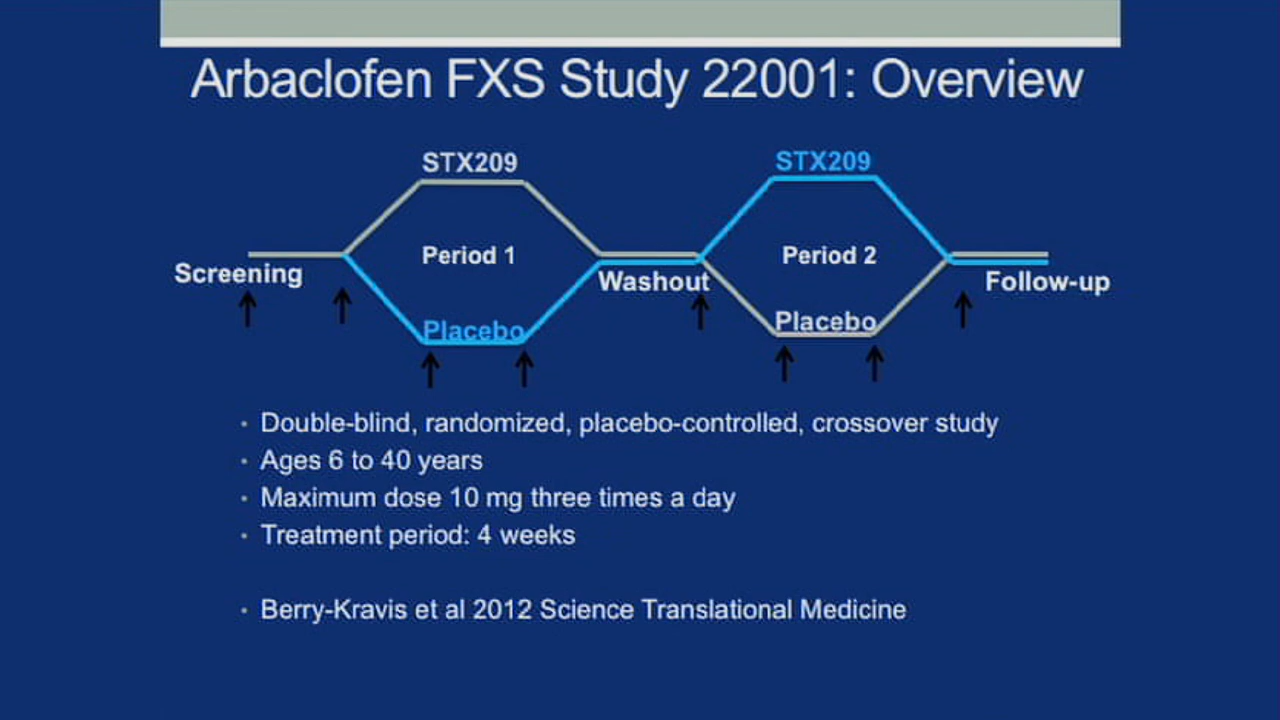 Arbaclofen FXS Study 22001: Overview
STX209
STX209
Period 1
Period 2
Screening
Washout
Follow-up
Placebo
Placebo
Double-blind, randomized, placebo-controlled, crossover study
Ages 6 to 40 years
Maximum dose 10 mg three times a day
Treatment period: 4 weeks
Berry-Kravis et al 2012 Science Translational Medicine